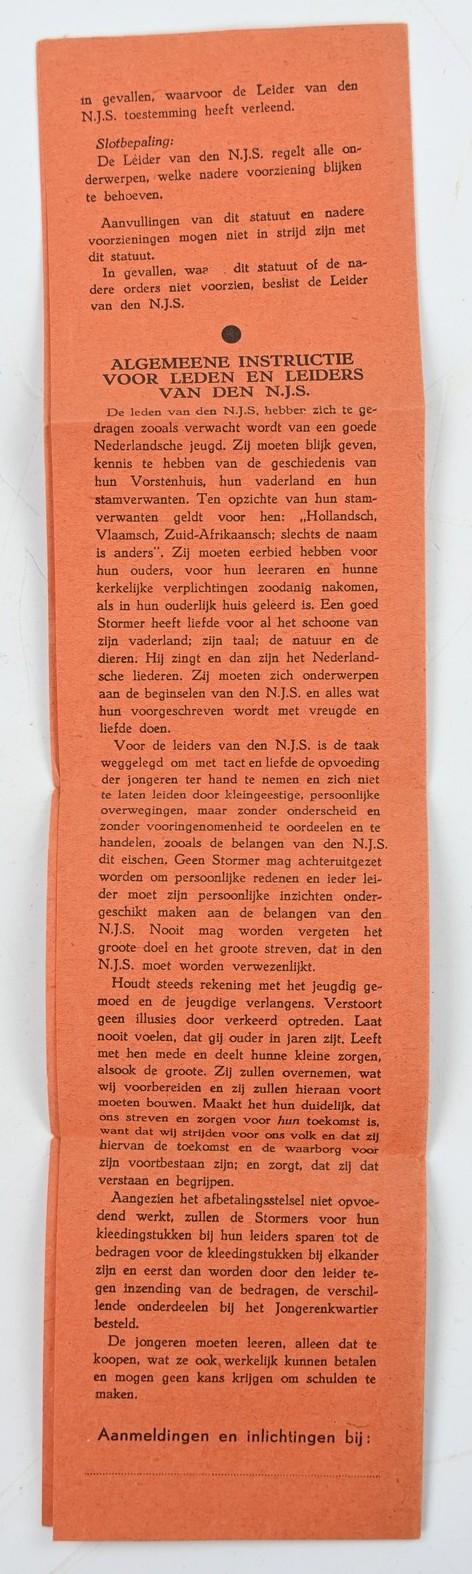 in gevallen, waarvoor de Leider van den
N.J.S. toestemming heeft verleend.
Slotbepaling:
De Leider van den N.J.S. regelt alle on-
derwerpen, welke nadere voorziening blijken
te behoeven.
Aanvullingen van dit statuut en nadere
voorzieningen mogen niet in strijd zijn met
dit statuut.
In gevallen, waa dit statuut of de na-
dere orders niet voorzien, beslist de Leider
van den N.J.S.
ALGEMEENE INSTRUCTIE
VOOR LEDEN EN LEIDERS
VAN DEN N.J.S.
De leden van den N.J.S. hebber zich te ge-
dragen zooals verwacht wordt van een goede
Nederlandsche jeugd. Zij moeten blijk geven,
kennis te hebben van de geschiedenis van
hun Vorstenhuis, hun vaderland en hun
stamverwanten. Ten opzichte van hun stam-
verwanten geldt voor hen: „Hollandsch,
Vlaamsch, Zuid-Afrikaansch; slechts de naam
is anders". Zij moeten eerbied hebben voor
hun ouders, voor hun leeraren en hunne
kerkelijke verplichtingen zoodanig nakomen,
als in hun ouderlijk huis geleerd is. Een goed
Stormer heeft liefde voor al het schoone van
zijn vaderland; zijn taal; de natuur en de
dieren. Hij zingt en dan zijn het Nederland-
sche liederen. Zij moeten zich onderwerpen
aan de beginselen van den N.J.S. en alles wat
hun voorgeschreven wordt met vreugde en
liefde doen.
Voor de leiders van den N.J.S. is de taak
weggelegd om met tact en liefde de opvoeding
der jongeren ter hand te nemen en zich niet
te laten leiden door kleingeestige, persoonlijke
overwegingen, maar zonder onderscheid en
zonder vooringenomenheid te oordeelen en te
handelen, zooals de belangen van den N.J.S.
dit eischen. Geen Stormer mag achteruitgezet
worden om persoonlijke redenen en ieder lei-
der moet zijn persoonlijke inzichten onder-
geschikt maken aan de belangen van den
N.J.S. Nooit mag worden vergeten het
groote doel en het groote streven, dat in den
N.J.S. moet worden verwezenlijkt.
Houdt steeds rekening met het jeugdig ge-
moed en de jeugdige verlangens. Verstoort
geen illusies door verkeerd optreden. Laat
nooit voelen, dat gij ouder in jaren zijt. Leeft
met hen mede en deelt hunne kleine zorgen,
alsook de groote. Zij zullen overnemen, wat
wij voorbereiden en zij zullen hieraan voort
moeten bouwen. Maakt het hun duidelijk, dat
ons streven en zorgen voor hun toekomst is,
want dat wij strijden voor ons volk en dat zij
hiervan de toekomst en de waarborg voor
zijn voortbestaan zijn; en zorgt, dat zij dat
verstaan en begrijpen.
Aangezien het afbetalingsstelsel niet opvoe-
dend werkt, zullen de Stormers voor hun
kleedingstukken bij hun leiders sparen tot de
bedragen voor de kleedingstukken bij elkander
zijn en eerst dan worden door den leider te-
gen inzending van de bedragen, de verschil-
lende onderdeelen bij het Jongerenkwartier
besteld.
De jongeren moeten leeren, alleen dat te
koopen, wat ze ook werkelijk kunnen betalen
en mogen geen kans krijgen om schulden te
maken.
Aanmeldingen en inlichtingen bij: